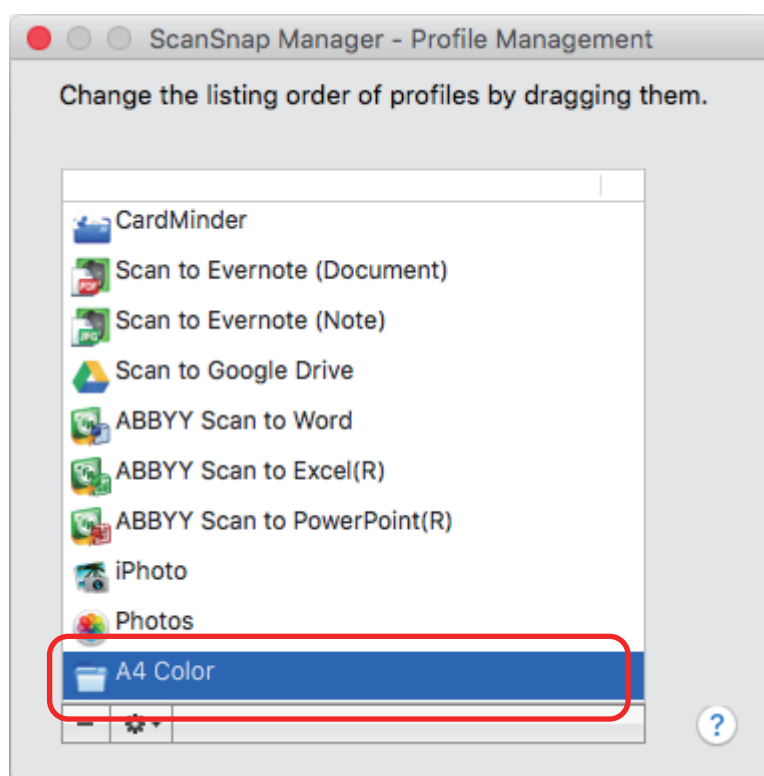 ScanSnap Manager - Profile Management
Change the listing order of profiles by dragging them.
CardMinder
PDF
Scan to Evernote (Document)
JPG
Scan to Evernote (Note)
Scan to Google Drive
ABBYY Scan to Word
ABBYY Scan to Excel(R)
ABBYY Scan to PowerPoint(R)
iPhoto
Photos
A4 Color
?